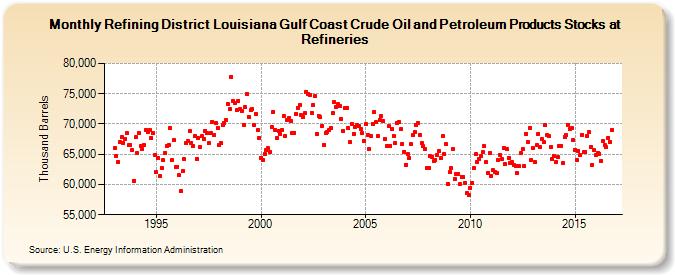 Monthly Refining District Louisiana Gulf Coast Crude Oil and Petroleum Products Stocks at
Refineries
Thousand Barrels
80,000
75,000
70,000
65,000
60,000
55,000
1995 2000 2005 2010 2015
Source: U.S. Energy Information Administration